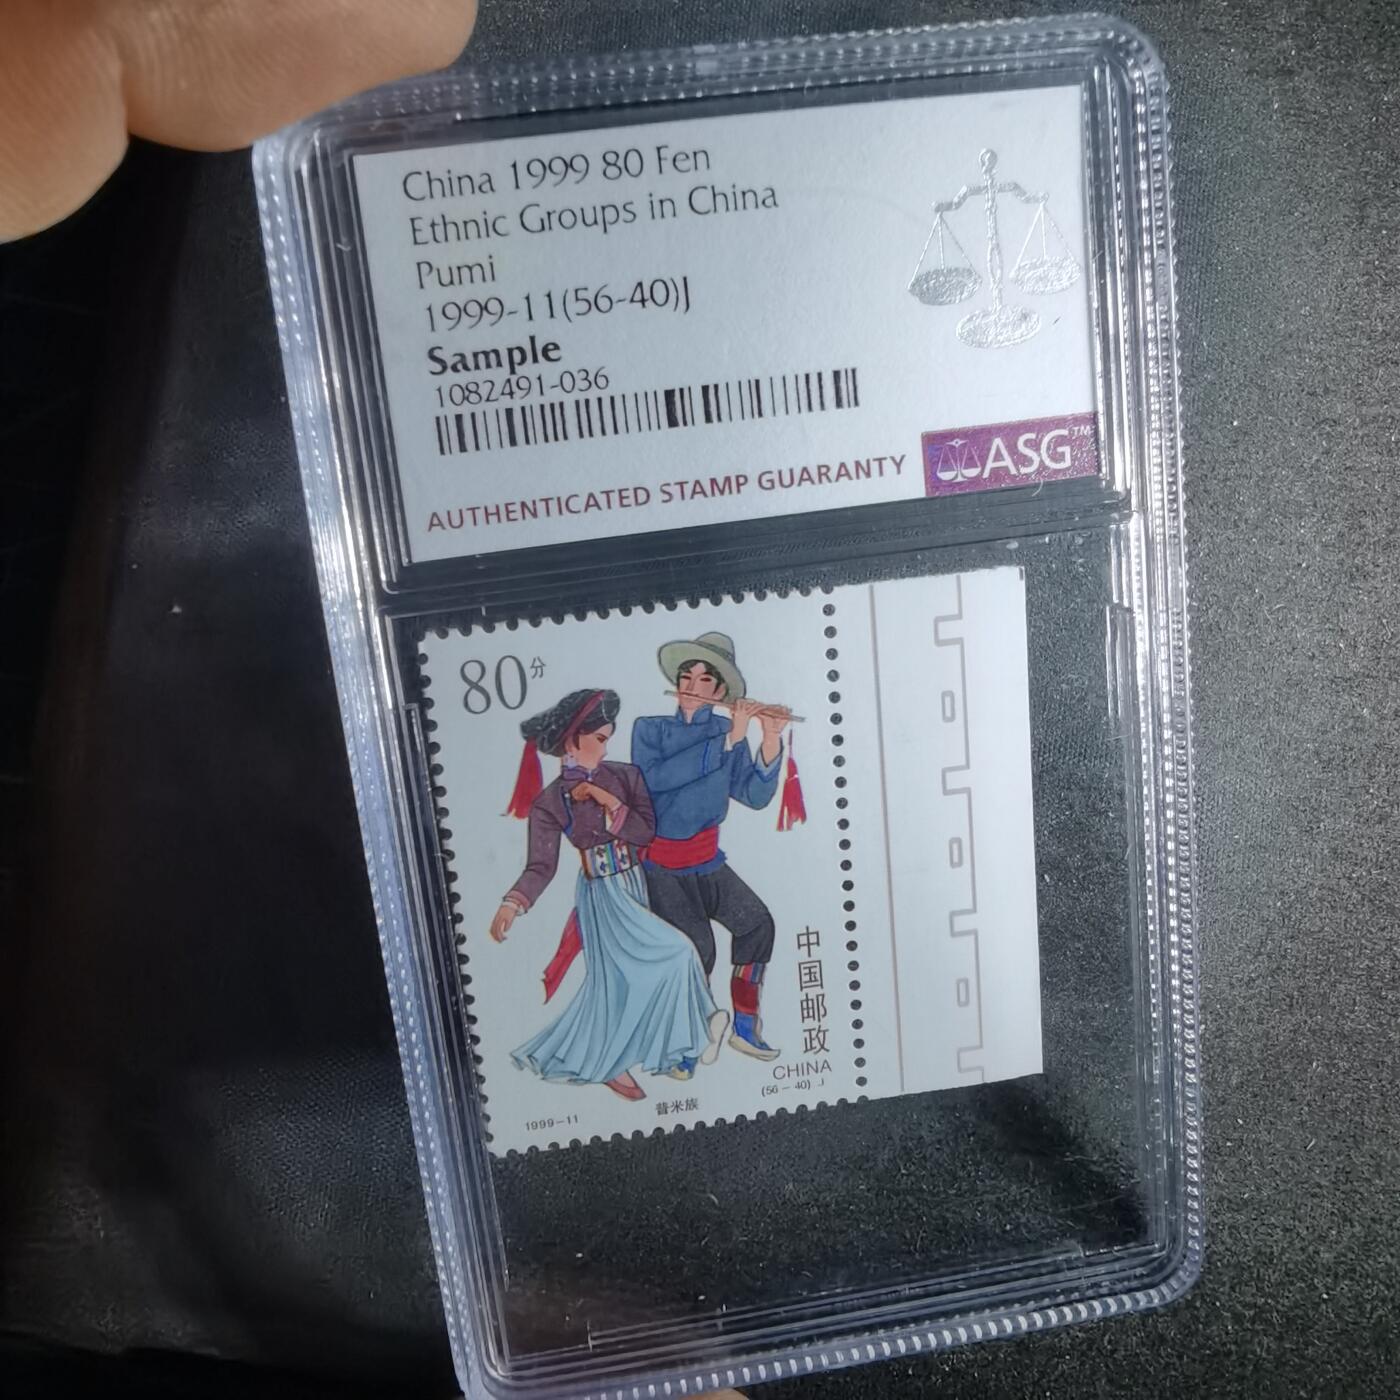 China 1999 80 Fen
Ethnic Groups in China
Pumi
1999-11(56-40)J
Sample
1082491-036
AUTHENTICATED STAMP GUARANTY
ASG™
80分
中国邮政
CHINA
(56-40) J
普米族
1999-11